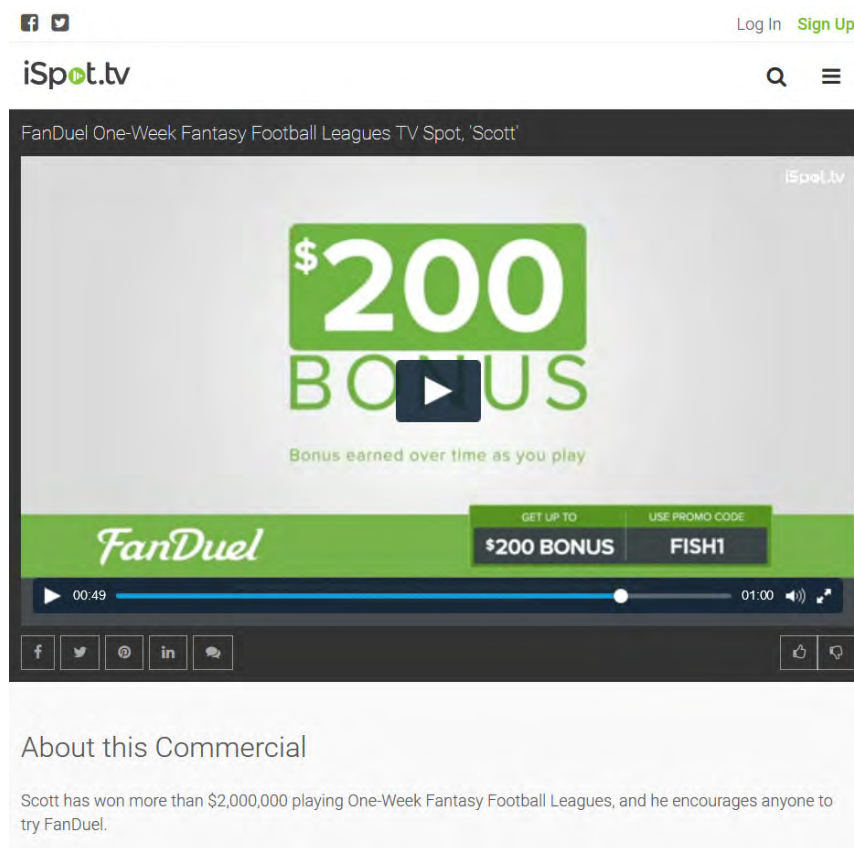 Log In Sign Up
iSpot.tv
FanDuel One-Week Fantasy Football Leagues TV Spot, 'Scott'
iSpot.tv
$200
BONUS
Bonus earned over time as you play
FanDuel
GET UP TO
$200 BONUS
USE PROMO CODE
FISH1
00:49 01:00
About this Commercial
Scott has won more than $2,000,000 playing One-Week Fantasy Football Leagues, and he encourages anyone to
try FanDuel.